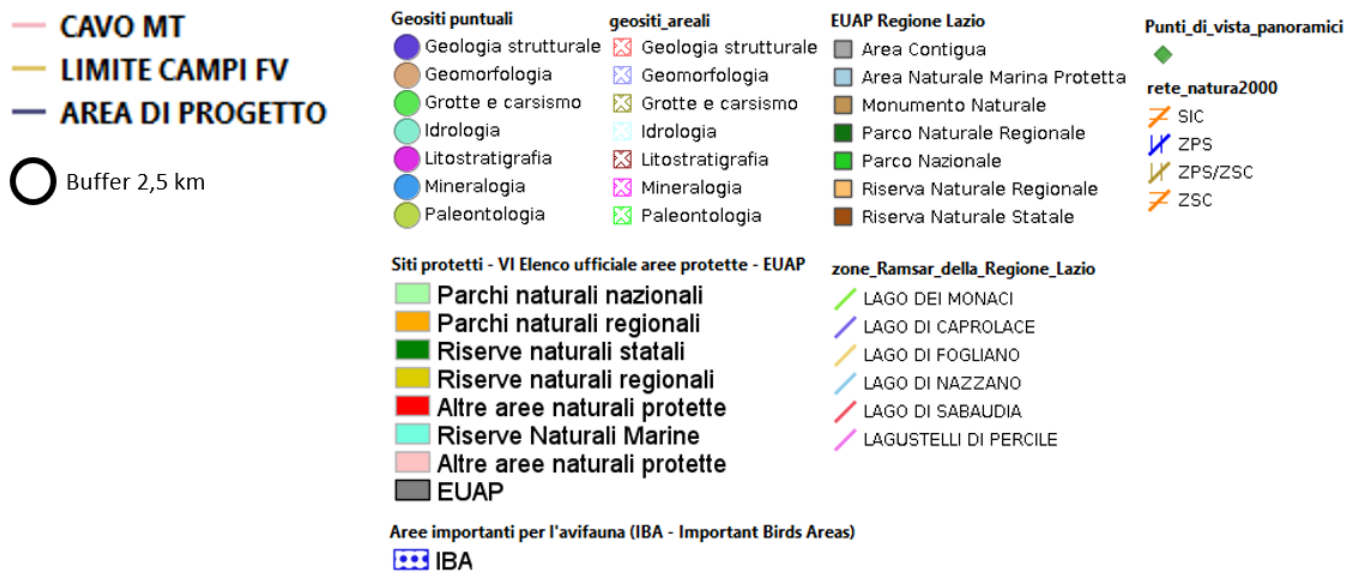 CAVO MT
LIMITE CAMPI FV
AREA DI PROGETTO
Buffer 2,5 km
Geositi puntuali
Geologia strutturale
Geomorfologia
Grotte e carsismo
Idrologia
Litostratigrafia
Mineralogia
Paleontologia
geositi_areali
Geologia strutturale
Geomorfologia
Grotte e carsismo
Idrologia
Litostratigrafia
Mineralogia
Paleontologia
EUAP Regione Lazio
Area Contigua
Area Naturale Marina Protetta
Monumento Naturale
Parco Naturale Regionale
Parco Nazionale
Riserva Naturale Regionale
Riserva Naturale Statale
Punti_di_vista_panoramici
rete_natura2000
SIC
ZPS
ZPS/ZSC
ZSC
Siti protetti - VI Elenco ufficiale aree protette - EUAP
Parchi naturali nazionali
Parchi naturali regionali
Riserve naturali statali
Riserve naturali regionali
Altre aree naturali protette
Riserve Naturali Marine
Altre aree naturali protette
EUAP
zone_Ramsar_della_Regione_Lazio
LAGO DEI MONACI
LAGO DI CAPROLACE
LAGO DI FOGLIANO
LAGO DI NAZZANO
LAGO DI SABAUDIA
LAGUSTELLI DI PERCILE
Aree importanti per l'avifauna (IBA - Important Birds Areas)
IBA